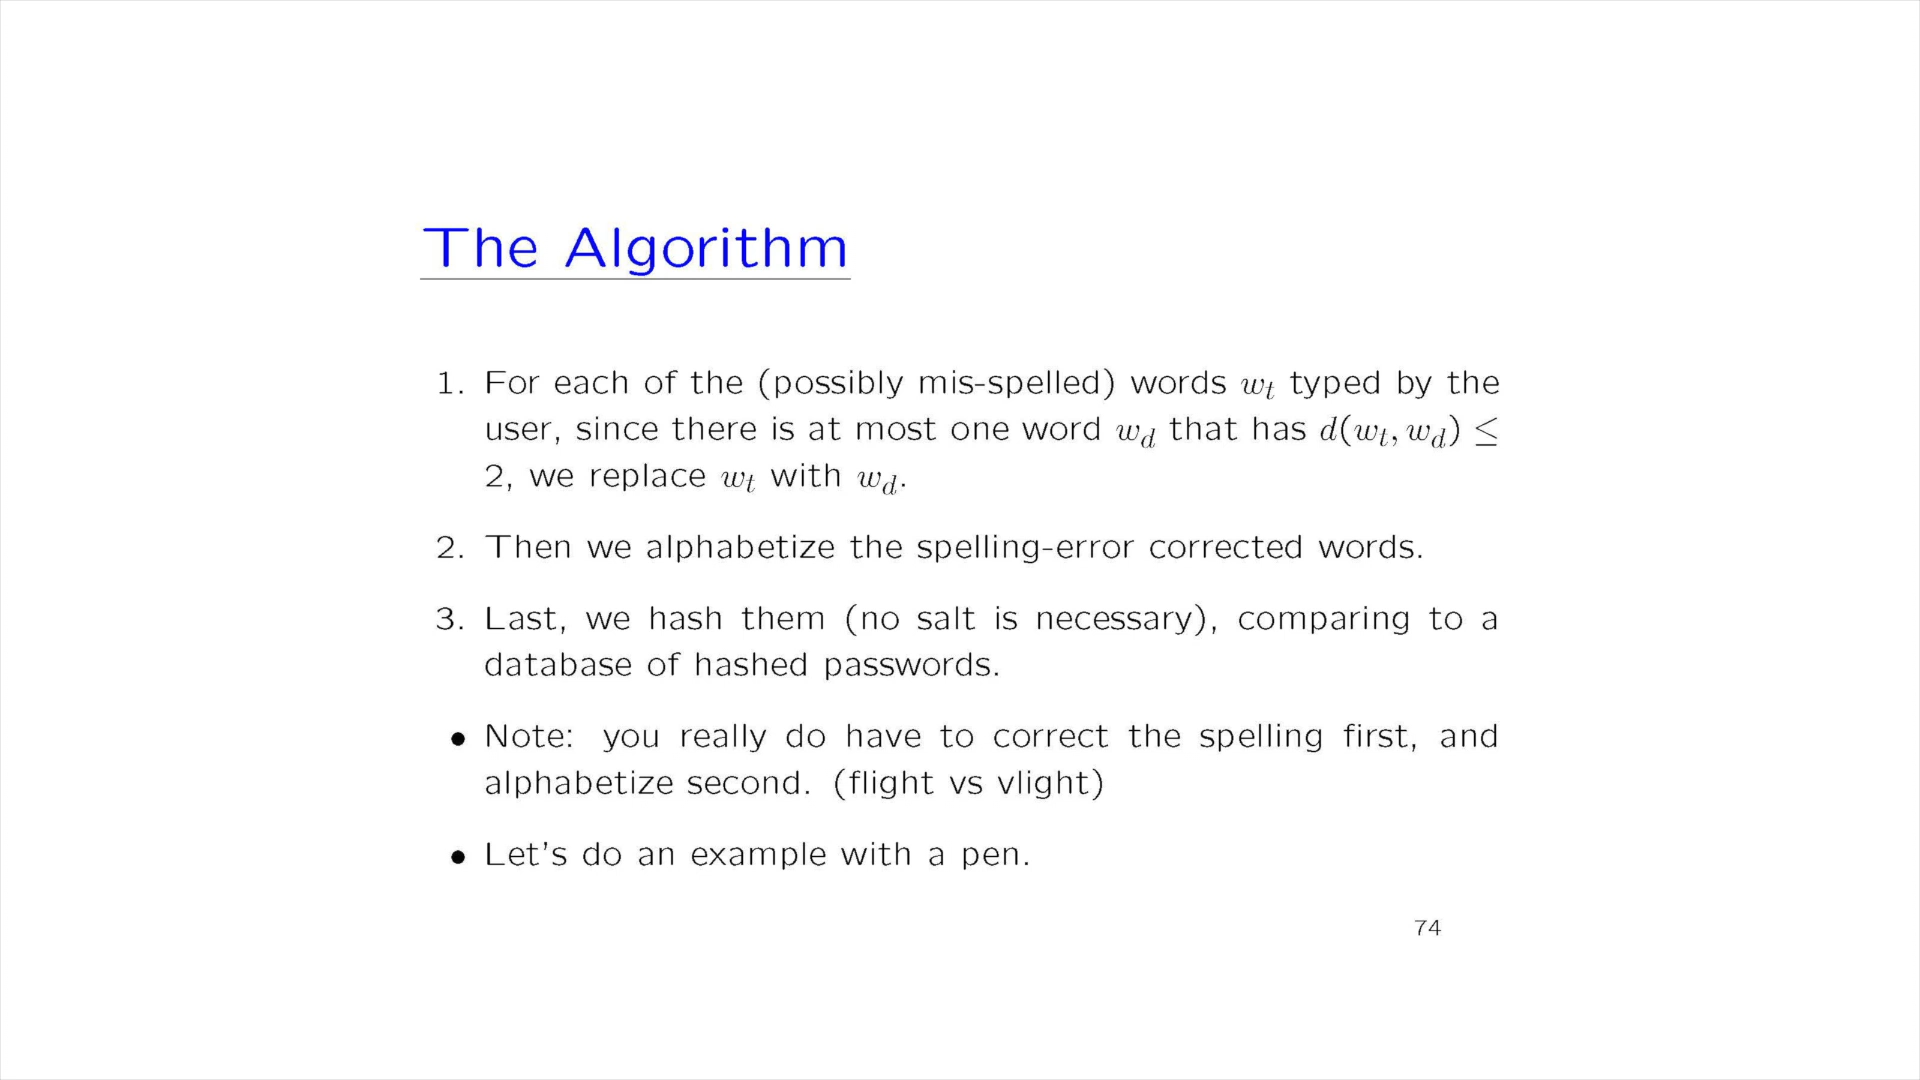 The Algorithm
1. For each of the (possibly mis-spelled) words w_t typed by the
user, since there is at most one word w_d that has d(w_t, w_d) ≤
2, we replace w_t with w_d.
2. Then we alphabetize the spelling-error corrected words.
3. Last, we hash them (no salt is necessary), comparing to a
database of hashed passwords.
• Note: you really do have to correct the spelling first, and
alphabetize second. (flight vs vlight)
• Let's do an example with a pen.
74